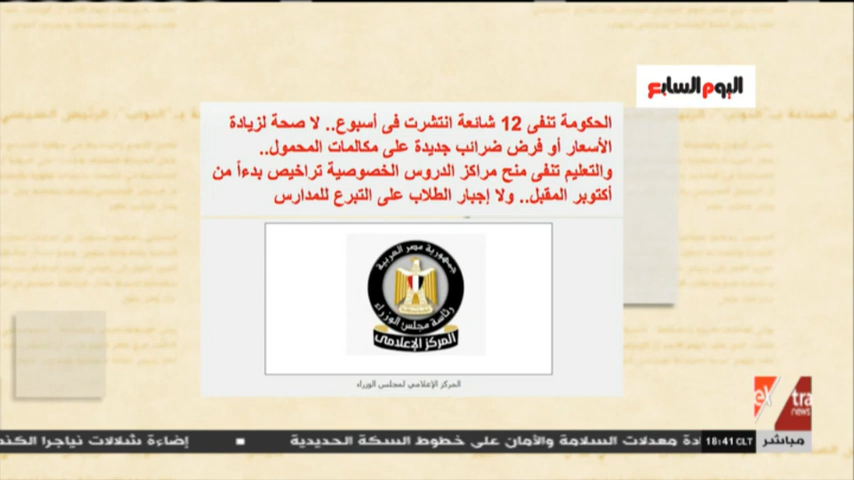 اليوم السابع
الحكومة تنفى 12 شائعة انتشرت فى أسبوع.. لا صحة لزيادة
الأسعار أو فرض ضرائب جديدة على مكالمات المحمول..
والتعليم تنفى منح مراكز الدروس الخصوصية تراخيص بدءاً من
أكتوبر المقبل.. ولا إجبار الطلاب على التبرع للمدارس
جمهورية مصر العربية
رئاسة مجلس الوزراء
المركز الإعلامى
المركز الإعلامي لمجلس الوزراء
eXtra
news
مباشر
18:41 CLT
دة معدلات السلامة والأمان على خطوط السكة الحديدية ■ إضاءة شلالات نياجرا الكند